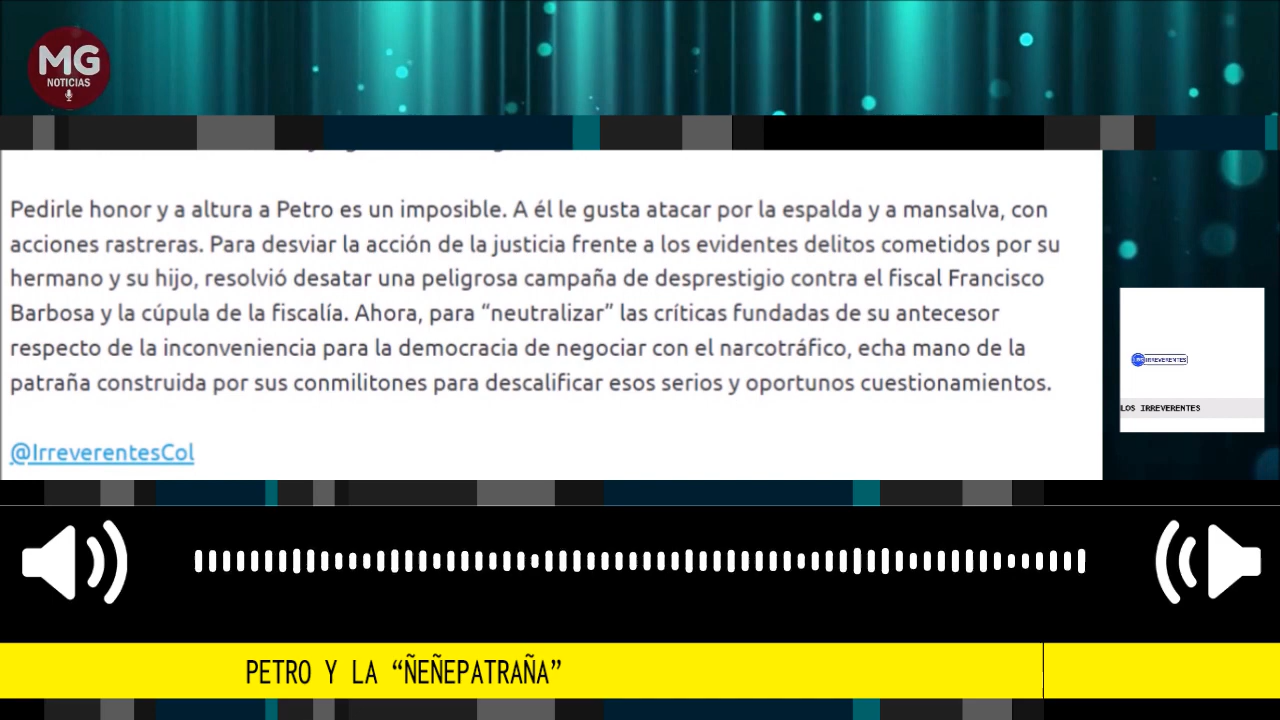 MG
NOTICIAS
Pedirle honor y a altura a Petro es un imposible. A él le gusta atacar por la espalda y a mansalva, con
acciones rastreras. Para desviar la acción de la justicia frente a los evidentes delitos cometidos por su
hermano y su hijo, resolvió desatar una peligrosa campaña de desprestigio contra el fiscal Francisco
Barbosa y la cúpula de la fiscalía. Ahora, para “neutralizar” las críticas fundadas de su antecesor
respecto de la inconveniencia para la democracia de negociar con el narcotráfico, echa mano de la
patraña construida por sus conmilitones para descalificar esos serios y oportunos cuestionamientos.
@IrreverentesCol
IRREVERENTES
LOS IRREVERENTES
PETRO Y LA “ÑEÑEPATRAÑA”